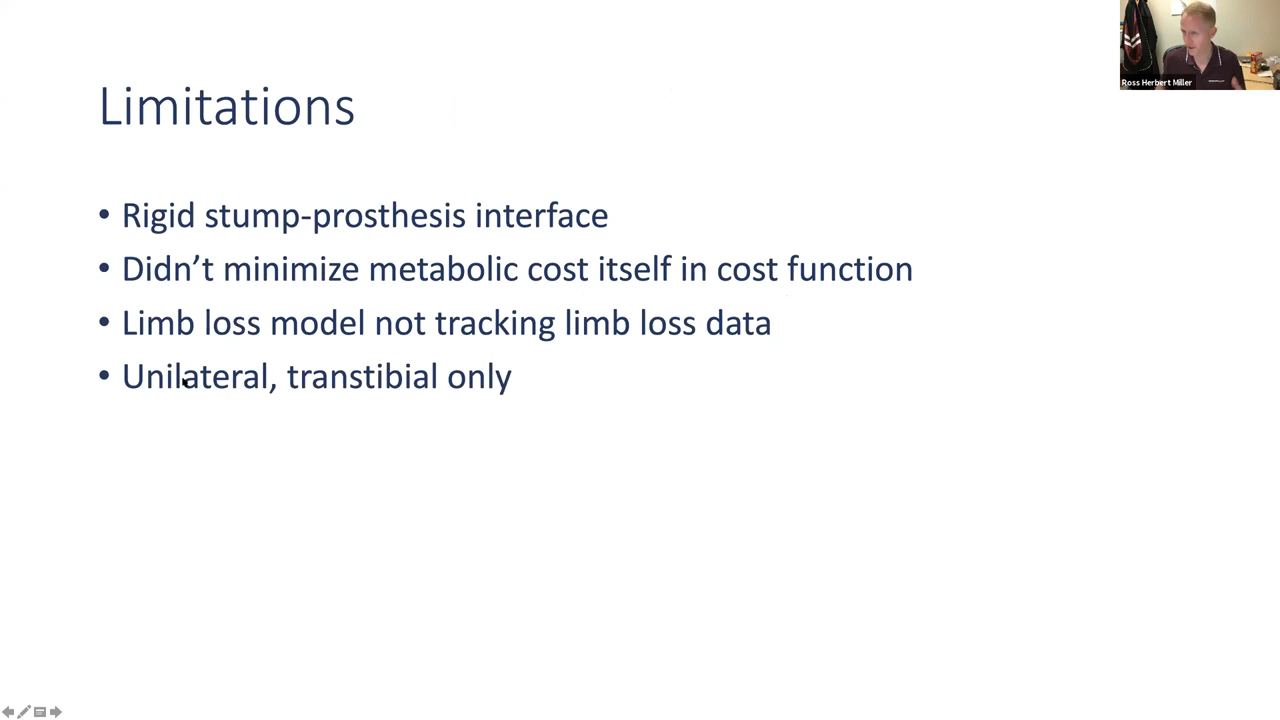 Ross Herbert Miller
Limitations
• Rigid stump-prosthesis interface
• Didn’t minimize metabolic cost itself in cost function
• Limb loss model not tracking limb loss data
• Unilateral, transtibial only